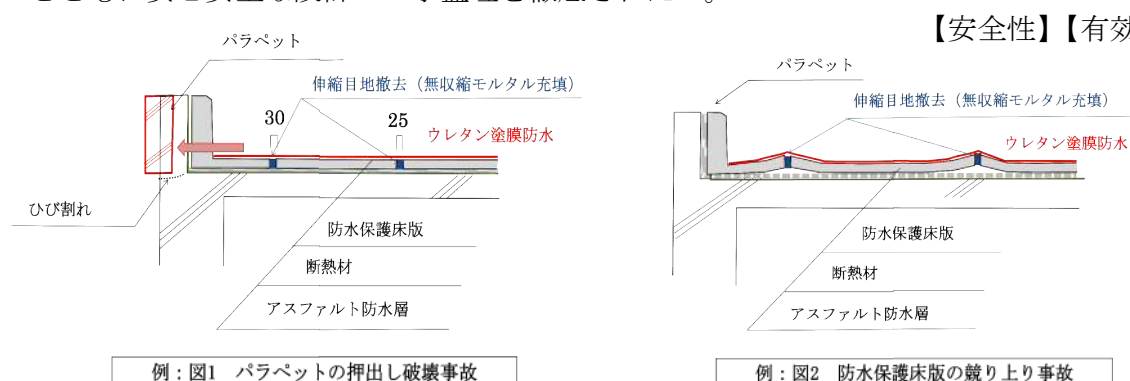 【安全性】【有効
パラペット
伸縮目地撤去（無収縮モルタル充填）
30
25
ウレタン塗膜防水
ひび割れ
防水保護床版
断熱材
アスファルト防水層
例：図1　パラペットの押出し破壊事故
パラペット
伸縮目地撤去（無収縮モルタル充填）
ウレタン塗膜防水
防水保護床版
断熱材
アスファルト防水層
例：図2　防水保護床版の競り上り事故